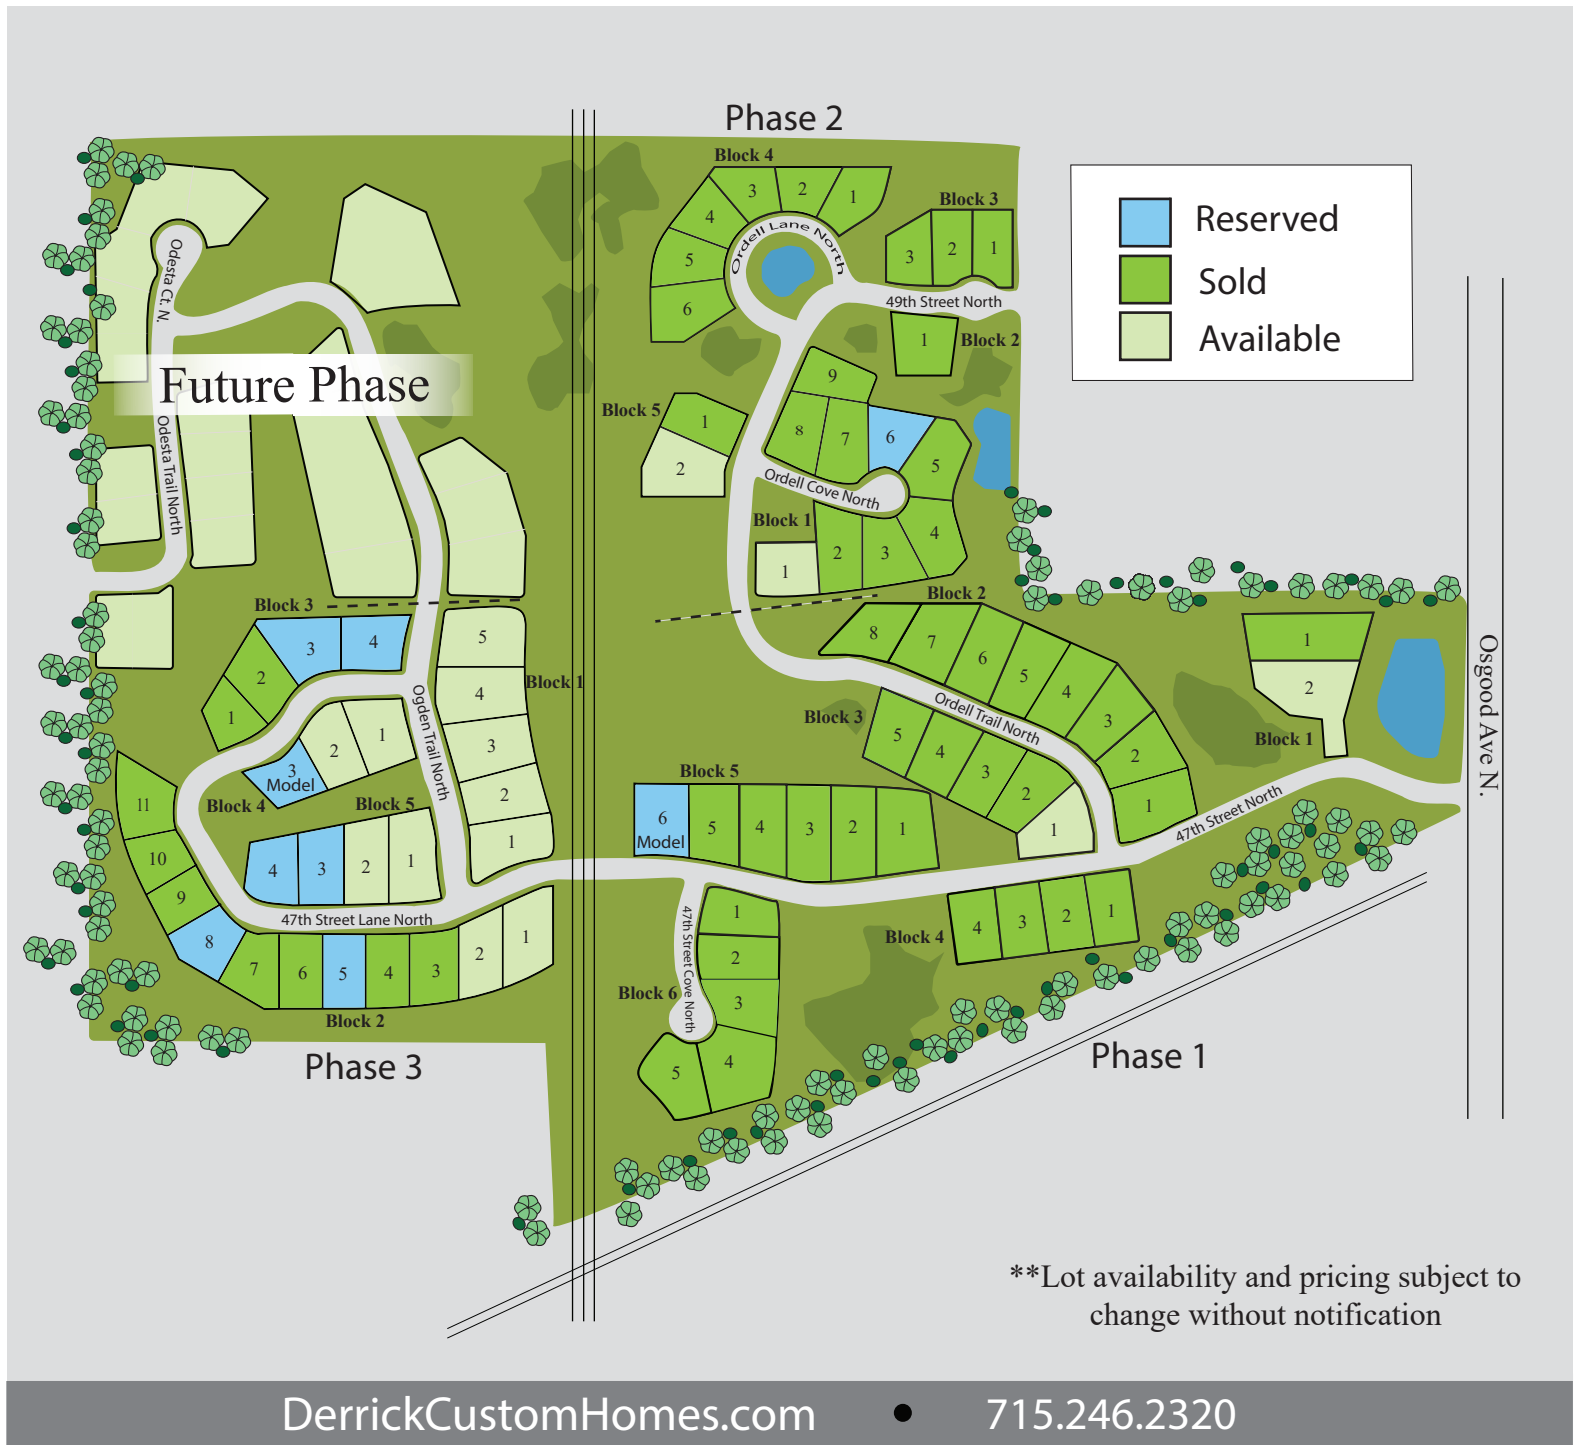 Phase 2
Block 4
3
2
1
4
5
6
Ordell Lane North
Block 3
3
2
1
49th Street North
1
Block 2
Reserved
Sold
Available
Odesta Ct. N.
Future Phase
Odesta Trail North
Block 5
1
2
9
8
7
6
5
Ordell Cove North
Block 1
1
2
3
4
Block 3
1
2
3
4
5
4
3
2
1
Block 1
Ogden Trail North
3
Model
2
1
Block 4
Block 5
4
3
2
1
47th Street Lane North
11
10
9
8
7
6
5
4
3
2
1
Block 2
Phase 3
Block 2
8
7
6
5
4
3
2
1
Ordell Trail North
Block 3
5
4
3
2
1
1
2
Block 1
Osgood Ave N.
47th Street North
Block 5
6
Model
5
4
3
2
1
Block 4
4
3
2
1
47th Street Cove North
Block 6
1
2
3
4
5
Phase 1
**Lot availability and pricing subject to
change without notification
DerrickCustomHomes.com • 715.246.2320